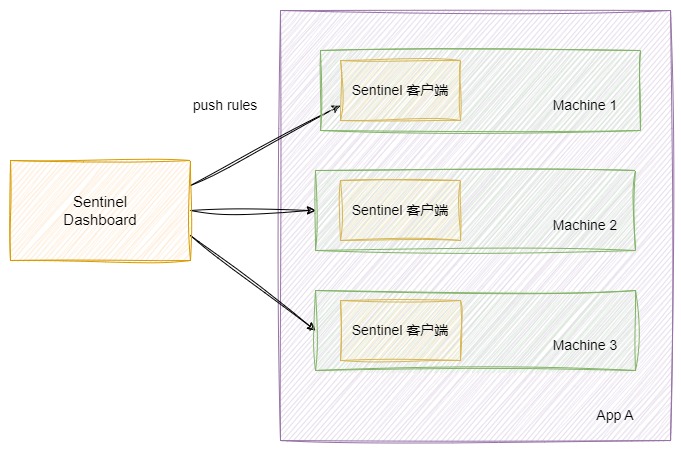 push rules
Sentinel
Dashboard
Sentinel 客户端
Machine 1
Sentinel 客户端
Machine 2
Sentinel 客户端
Machine 3
App A